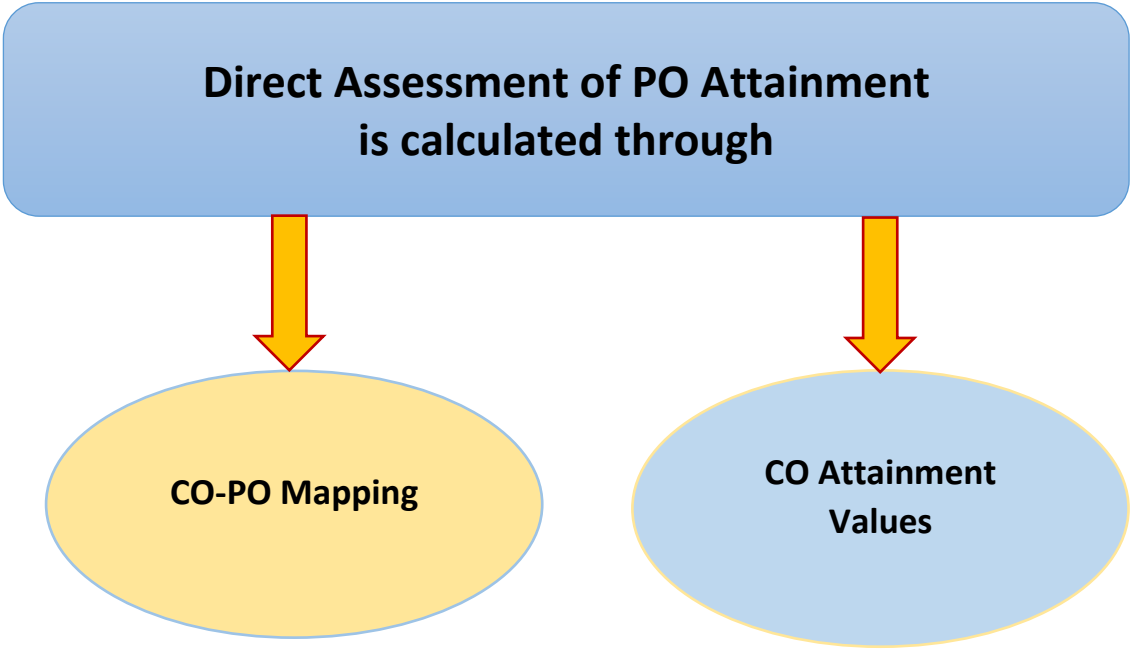 Direct Assessment of PO Attainment
is calculated through
CO-PO Mapping
CO Attainment
Values